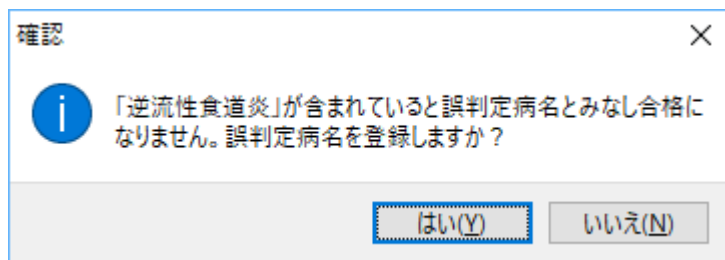 確認
「逆流性食道炎」が含まれていると誤判定病名とみなし合格に
なりません。誤判定病名を登録しますか？
はい(Y)
いいえ(N)